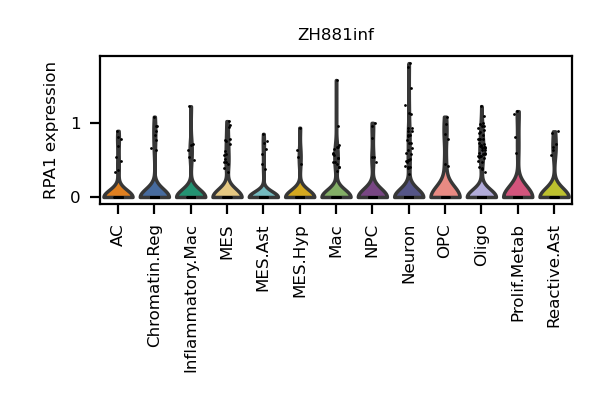 ZH881inf
RPA1 expression
1
0
AC
Chromatin.Reg
Inflammatory.Mac
MES
MES.Ast
MES.Hyp
Mac
NPC
Neuron
OPC
Oligo
Prolif.Metab
Reactive.Ast